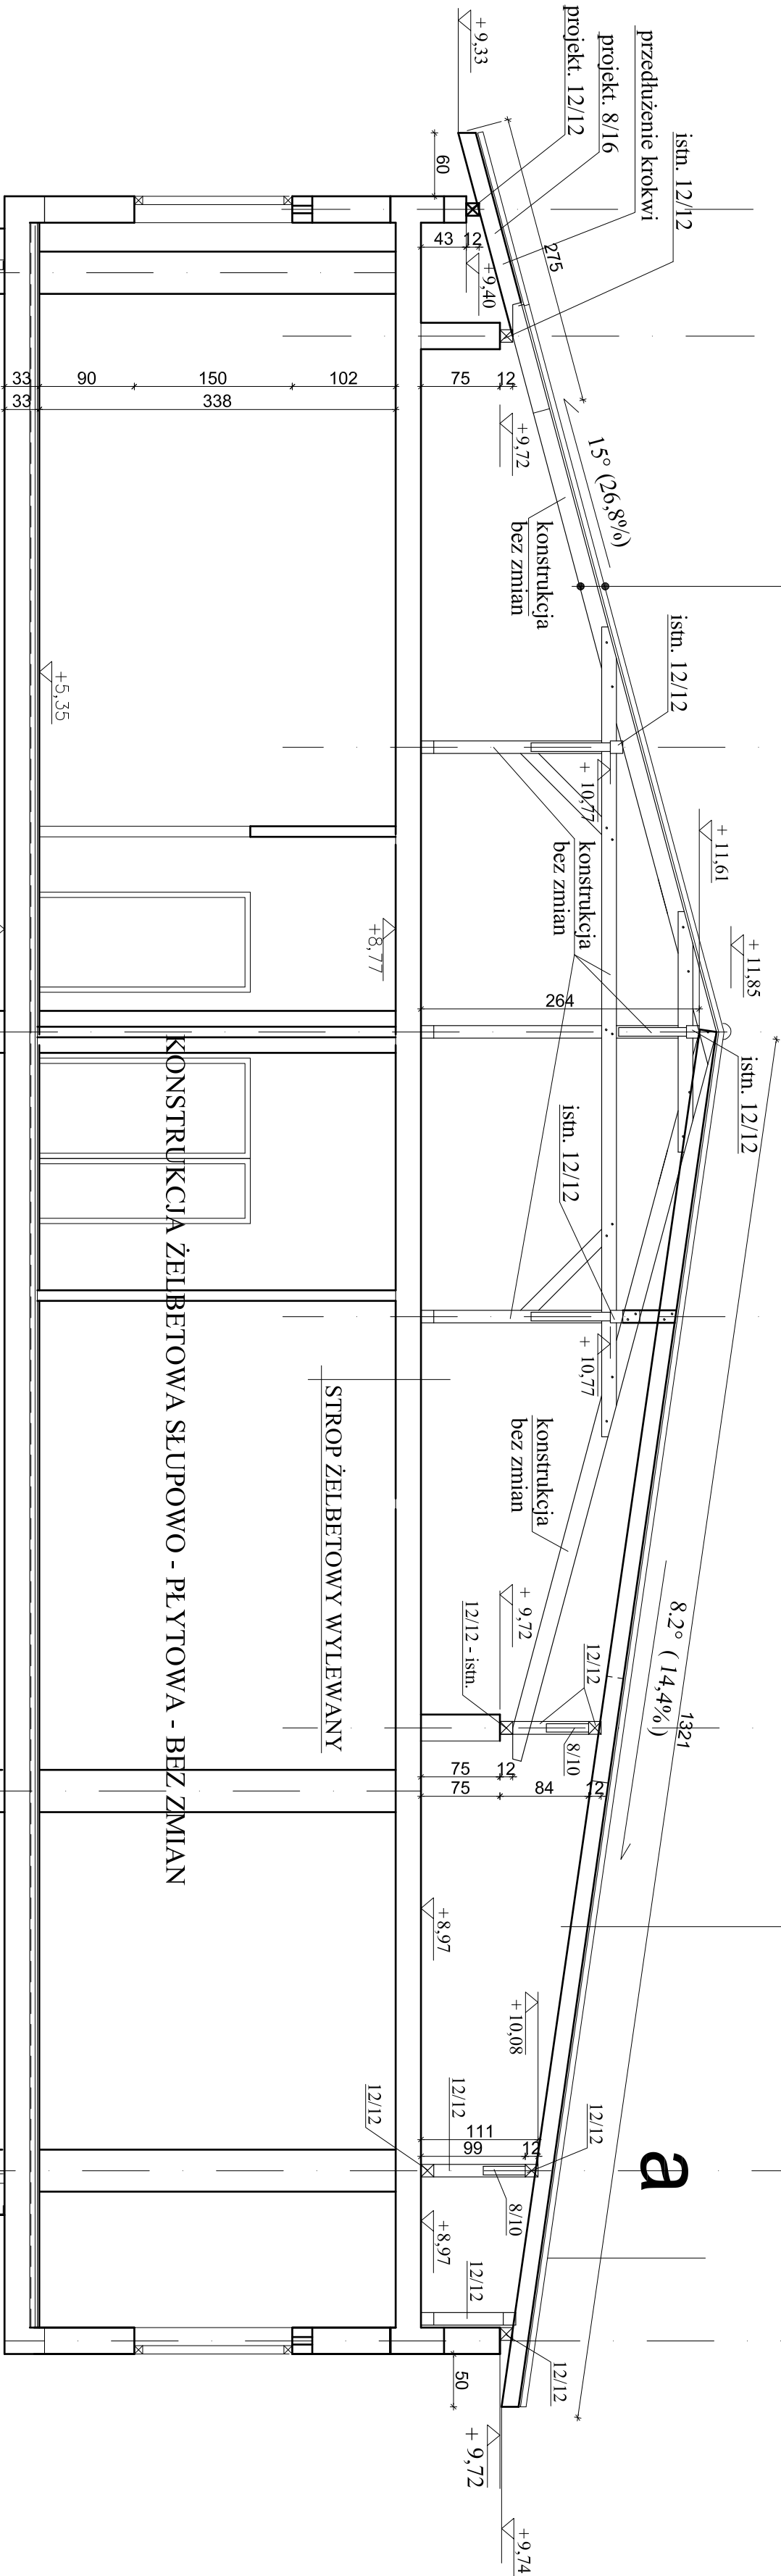 + 9,33
projekt. 12/12
projekt. 8/16
przedłużenie krokwi
istn. 12/12
60
43
12
+9,40
275
33
90
150
102
75
12
33
338
+9,72
15° (26,8%)
konstrukcja
bez zmian
istn. 12/12
+5,35
+ 10,77
+ 11,61
konstrukcja
bez zmian
+8,77
+ 11,85
264
istn. 12/12
istn. 12/12
KONSTRUKCJA ŻELBETOWA SŁUPOWO - PŁYTOWA - BEZ ZMIAN
+ 10,77
STROP ŻELBETOWY WYLEWANY
konstrukcja
bez zmian
+ 9,72
12/12 - istn.
12/12
8/10
8.2° ( 14,4%)
1321
75
12
75
84
12
+8,97
+10,08
a
12/12
12/12
111
99
12
12/12
8/10
+8,97
12/12
12/12
50
+ 9,72
+9,74